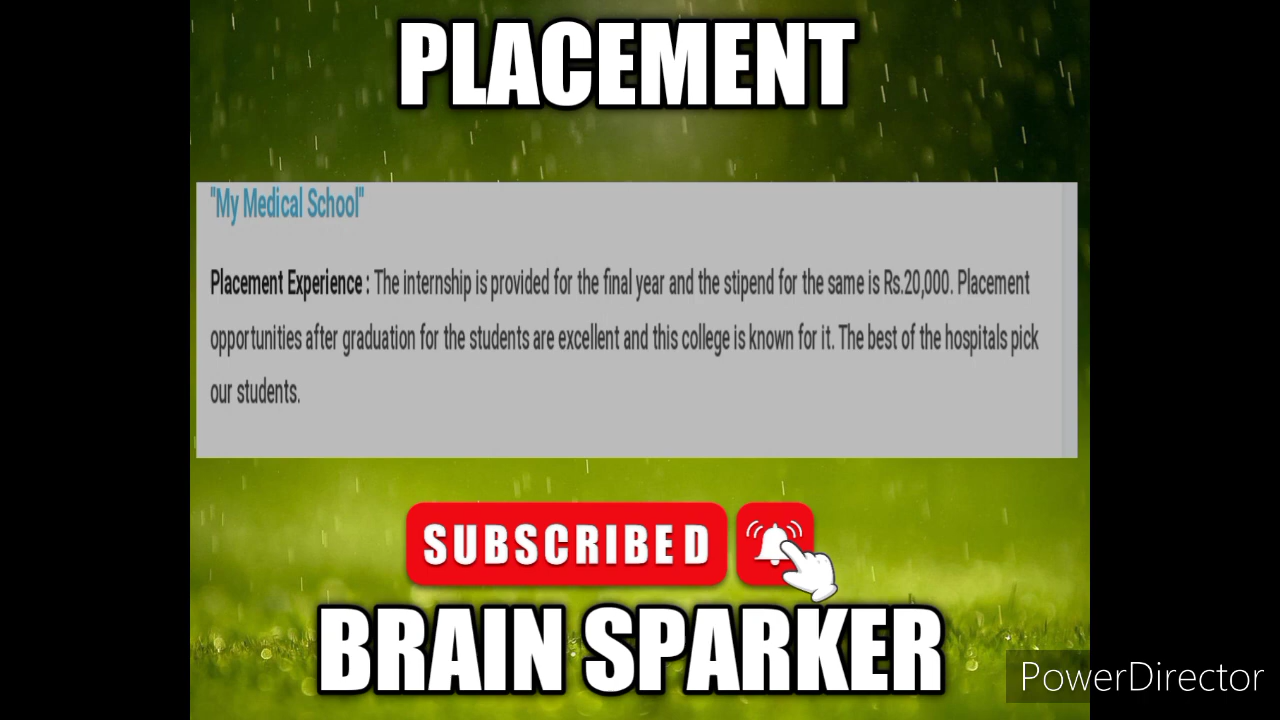 PLACEMENT
"My Medical School"
Placement Experience : The internship is provided for the final year and the stipend for the same is Rs.20,000. Placement
opportunities after graduation for the students are excellent and this college is known for it. The best of the hospitals pick
our students.
SUBSCRIBED
BRAIN SPARKER
PowerDirector